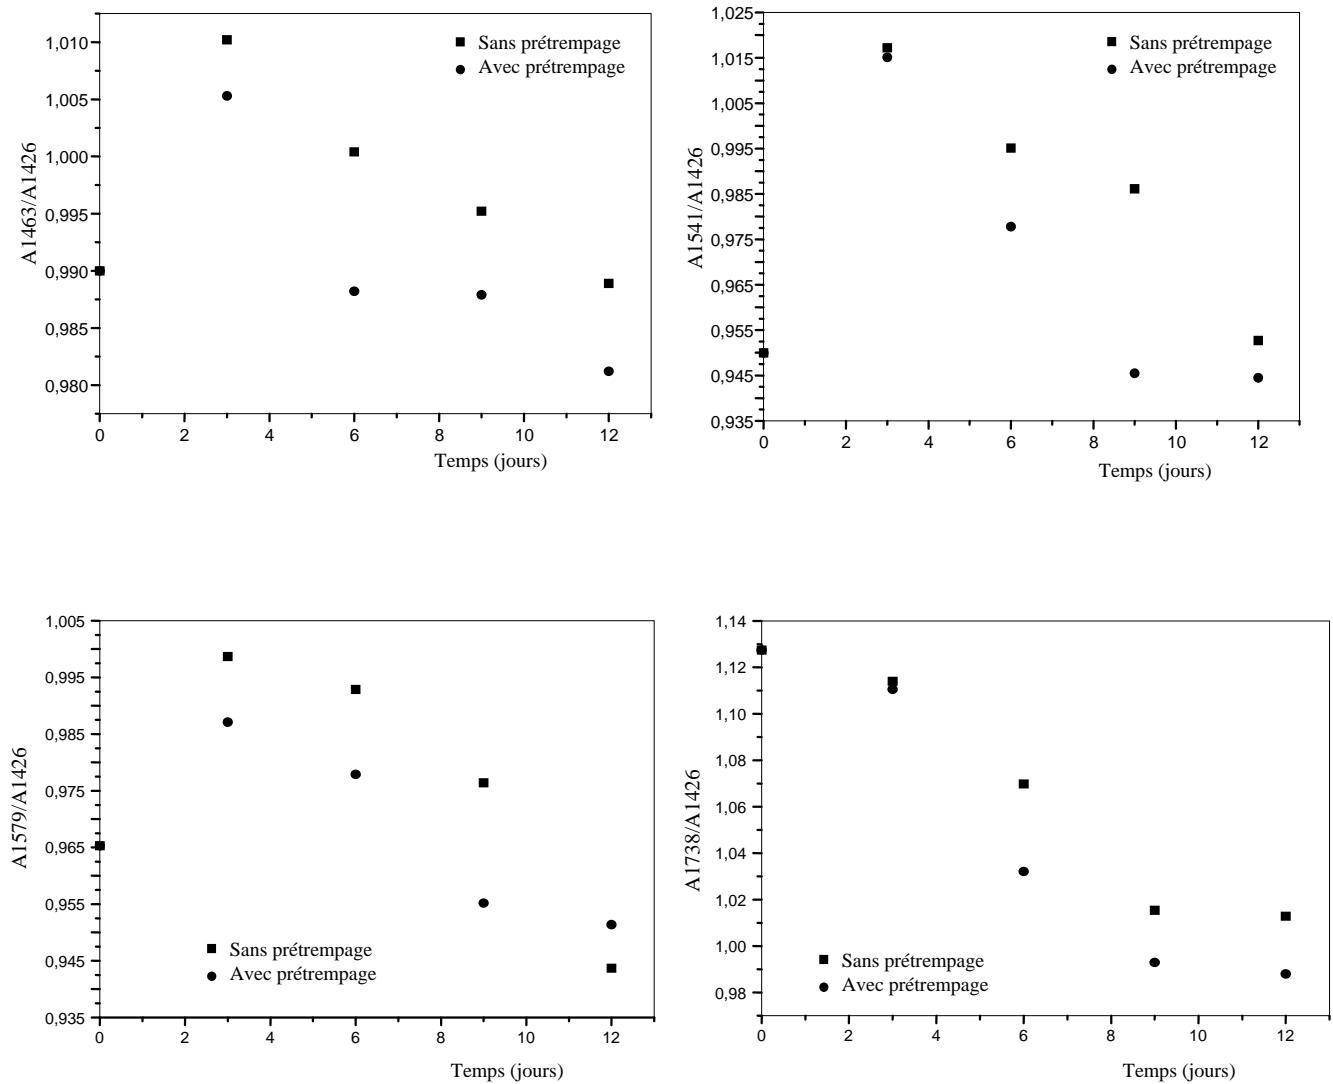 1,010
1,005
1,000
0,995
0,990
0,985
0,980
A1463/A1426
Sans prétrempage
Avec prétrempage
0 2 4 6 8 10 12
Temps (jours)
1,025
1,015
1,005
0,995
0,985
0,975
0,965
0,955
0,945
0,935
A1541/A1426
Sans prétrempage
Avec prétrempage
0 2 4 6 8 10 12
Temps (jours)
1,005
0,995
0,985
0,975
0,965
0,955
0,945
0,935
A1579/A1426
Sans prétrempage
Avec prétrempage
0 2 4 6 8 10 12
Temps (jours)
1,14
1,12
1,10
1,08
1,06
1,04
1,02
1,00
0,98
A1738/A1426
Sans prétrempage
Avec prétrempage
0 2 4 6 8 10 12
Temps (jours)